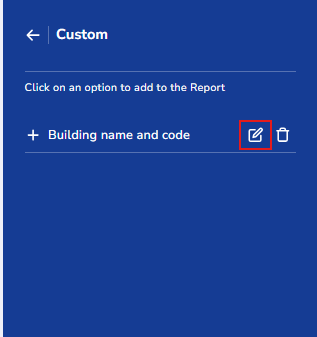 Custom
Click on an option to add to the Report
Building name and code